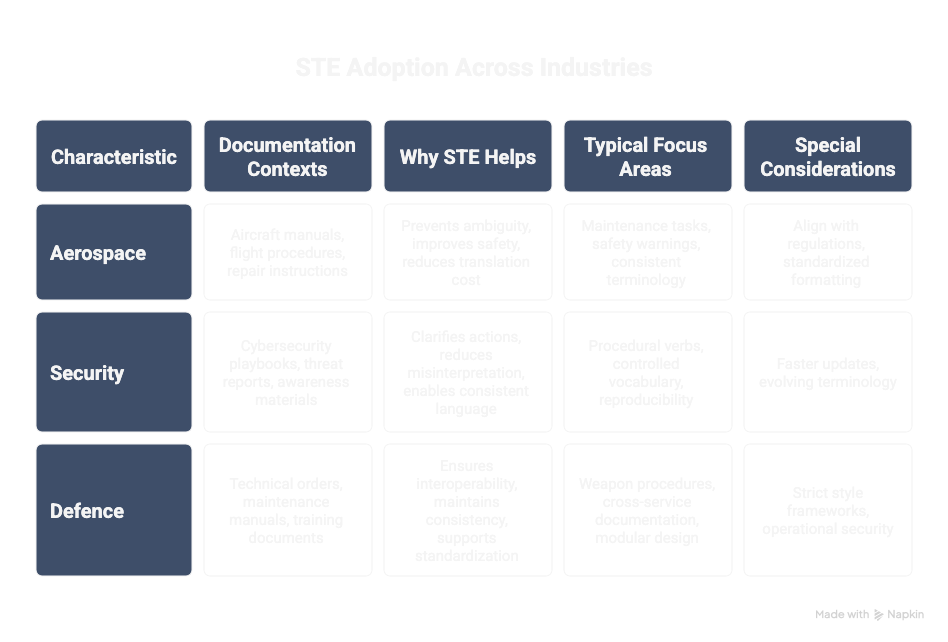 STE Adoption Across Industries
Characteristic
Documentation
Contexts
Why STE Helps
Typical Focus
Areas
Special
Considerations
Aerospace
Aircraft manuals,
flight procedures,
repair instructions
Prevents ambiguity,
improves safety,
reduces translation
cost
Maintenance tasks,
safety warnings,
consistent
terminology
Align with
regulations,
standardized
formatting
Security
Cybersecurity
playbooks, threat
reports, awareness
materials
Clarifies actions,
reduces
misinterpretation,
enables consistent
language
Procedural verbs,
controlled
vocabulary,
reproducibility
Faster updates,
evolving terminology
Defence
Technical orders,
maintenance
manuals, training
documents
Ensures
interoperability,
maintains
consistency,
supports
standardization
Weapon procedures,
cross-service
documentation,
modular design
Strict style
frameworks,
operational security
Made with Napkin